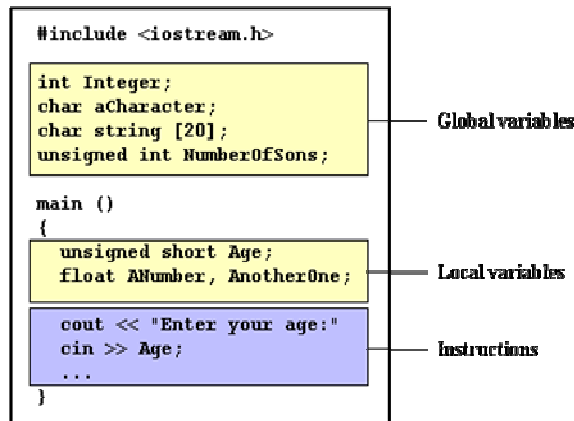 #include <iostream.h>
int Integer;
char aCharacter;
char string [20];
unsigned int NumberOfSons;
Global variables
main ()
{
unsigned short Age;
float ANumber, AnotherOne;
Local variables
cout << "Enter your age:"
cin >> Age;
...
Instructions
}